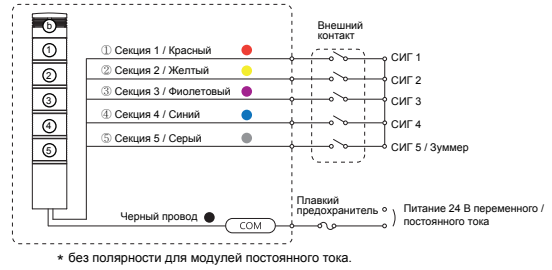 b
Внешний
контакт
① ① Секция 1 / Красный СИГ 1
② ② Секция 2 / Желтый СИГ 2
③ ③ Секция 3 / Фиолетовый СИГ 3
④ ④ Секция 4 / Синий СИГ 4
⑤ ⑤ Секция 5 / Серый СИГ 5 / Зуммер
Плавкий
предохранитель
Черный провод COM
Питание 24 В переменного /
постоянного тока
* без полярности для модулей постоянного тока.